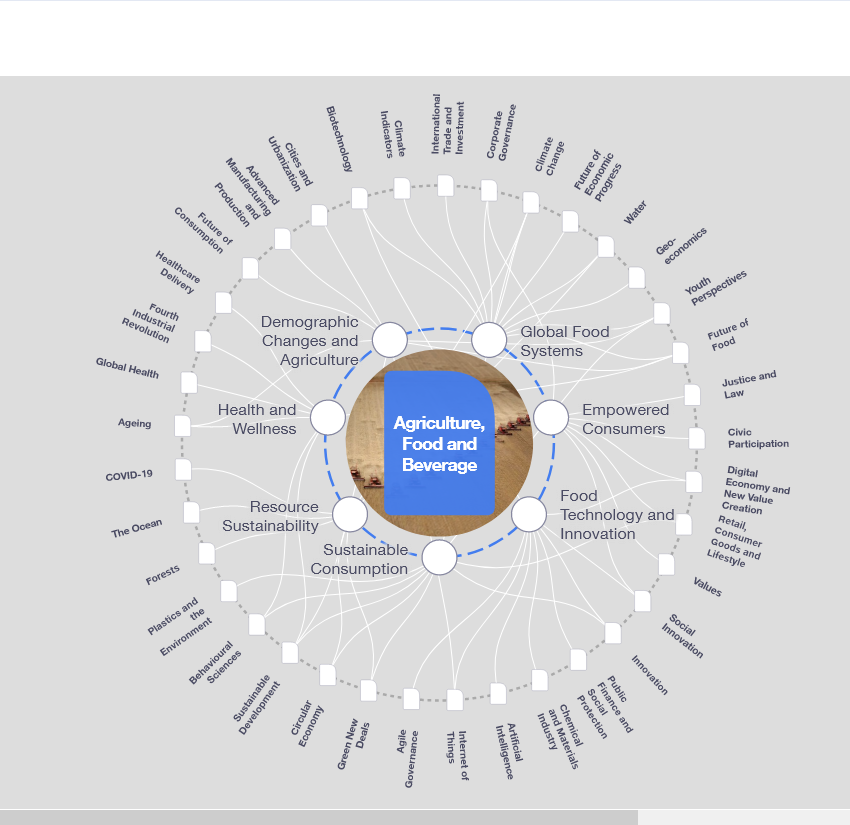 Agriculture,
Food and
Beverage
Demographic
Changes and
Agriculture
Global Food
Systems
Health and
Wellness
Empowered
Consumers
Resource
Sustainability
Food
Technology and
Innovation
Sustainable
Consumption
International
Trade and
Investment
Corporate
Governance
Climate
Change
Future of
Economic
Progress
Water
Geo-
economics
Youth
Perspectives
Future of
Food
Justice and
Law
Civic
Participation
Digital
Economy and
New Value
Creation
Retail,
Consumer
Goods and
Lifestyle
Values
Social
Innovation
Innovation
Public
Finance and
Social
Protection
Chemical
and Materials
Industry
Artificial
Intelligence
Internet of
Things
Agile
Governance
Green New
Deals
Circular
Economy
Sustainable
Development
Behavioural
Sciences
Plastics and
the
Environment
Forests
The Ocean
COVID-19
Ageing
Global Health
Fourth
Industrial
Revolution
Healthcare
Delivery
Future of
Consumption
Advanced
Manufacturing
and
Production
Cities and
Urbanization
Biotechnology
Climate
Indicators